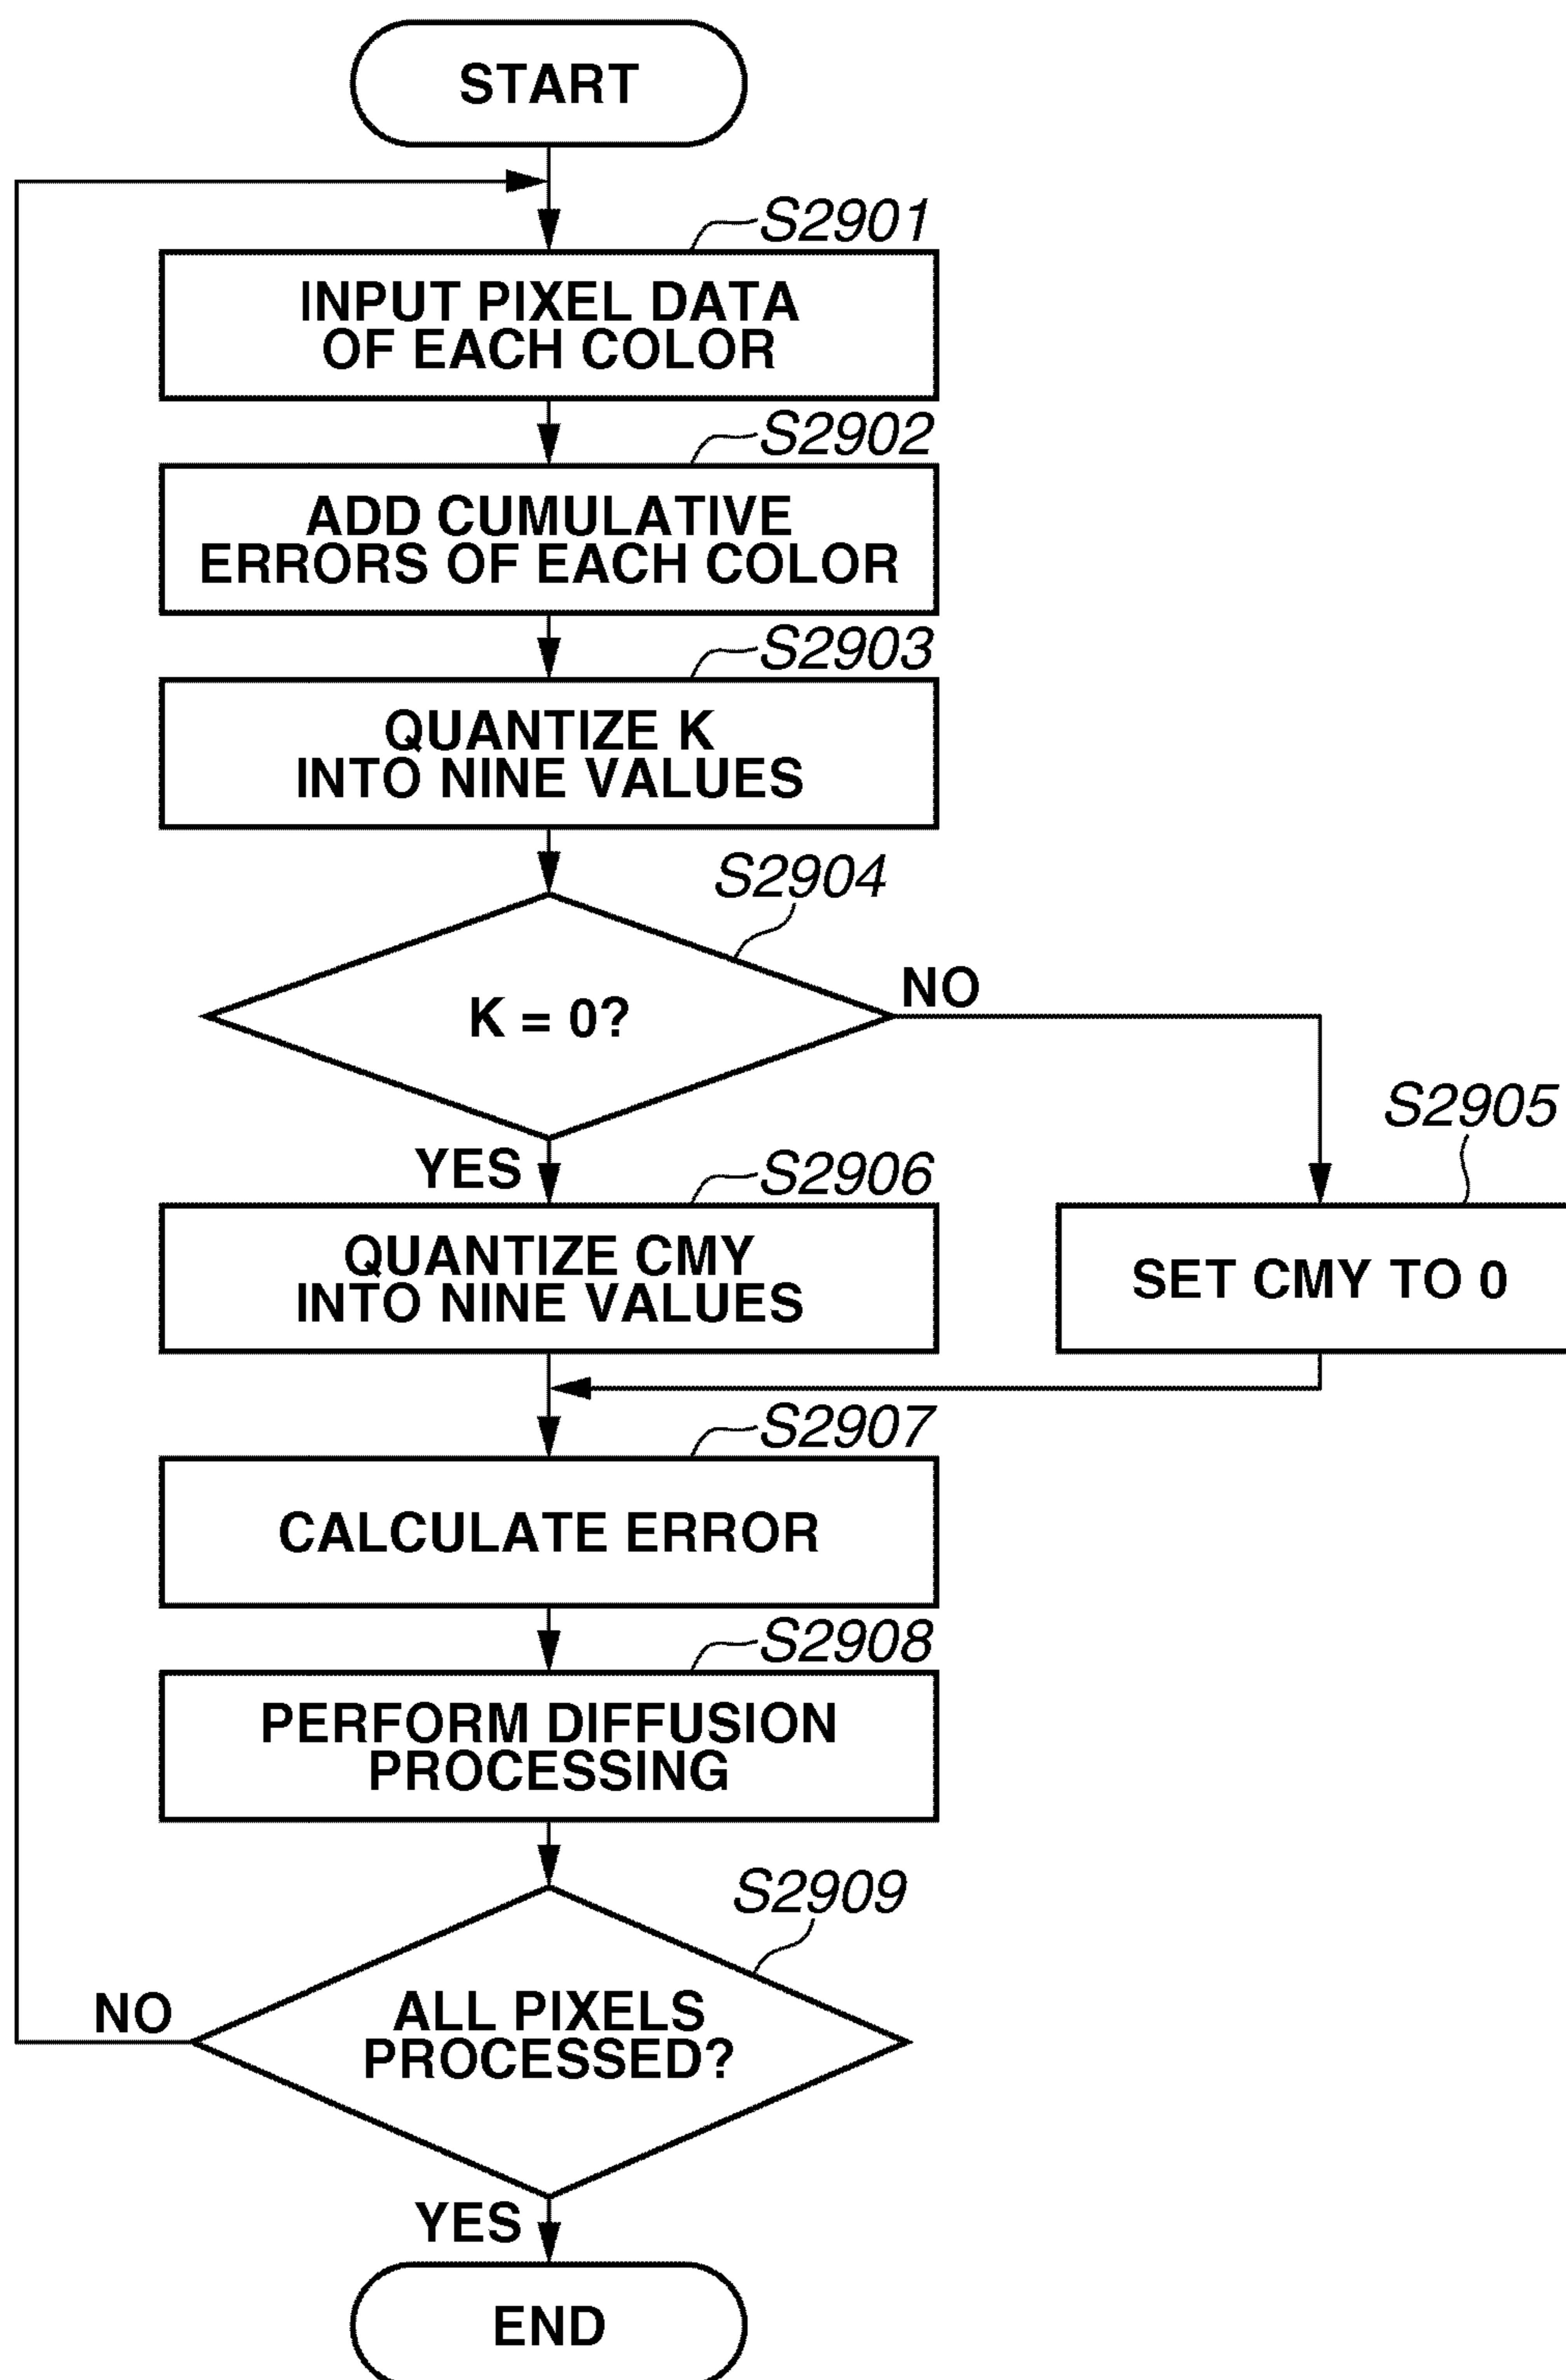 START
S2901
INPUT PIXEL DATA
OF EACH COLOR
S2902
ADD CUMULATIVE
ERRORS OF EACH COLOR
S2903
QUANTIZE K
INTO NINE VALUES
S2904
K = 0?
NO
S2905
YES
S2906
QUANTIZE CMY
INTO NINE VALUES
SET CMY TO 0
S2907
CALCULATE ERROR
S2908
PERFORM DIFFUSION
PROCESSING
S2909
NO
ALL PIXELS
PROCESSED?
YES
END